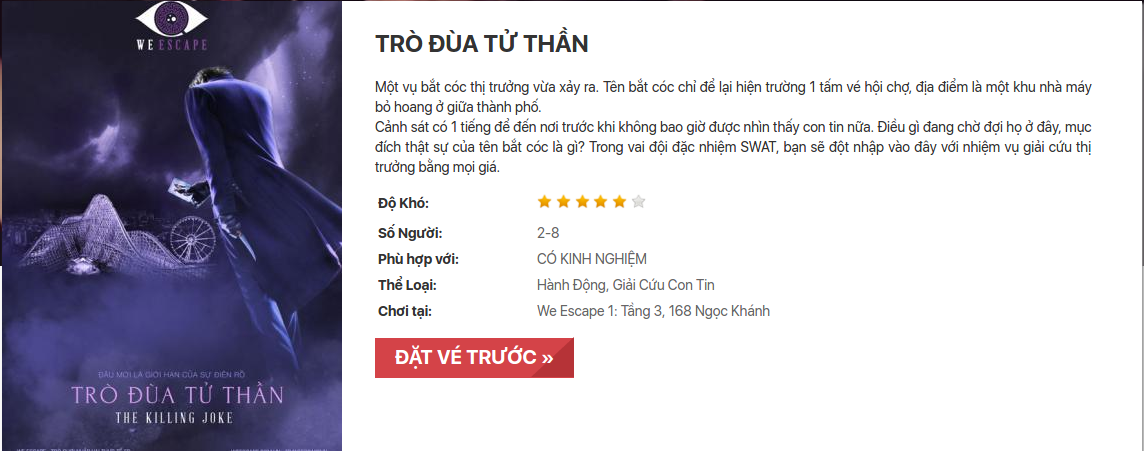 WE ESCAPE
TRÒ ĐÙA TỬ THẦN
Một vụ bắt cóc thị trưởng vừa xảy ra. Tên bắt cóc chỉ để lại hiện trường 1 tấm vé hội chợ, địa điểm là một khu nhà máy
bỏ hoang ở giữa thành phố.
Cảnh sát có 1 tiếng để đến nơi trước khi không bao giờ được nhìn thấy con tin nữa. Điều gì đang chờ đợi họ ở đây, mục
đích thật sự của tên bắt cóc là gì? Trong vai đội đặc nhiệm SWAT, bạn sẽ đột nhập vào đây với nhiệm vụ giải cứu thị
trưởng bằng mọi giá.
Độ Khó:
Số Người: 2-8
Phù hợp với: CÓ KINH NGHIỆM
Thể Loại: Hành Động, Giải Cứu Con Tin
Chơi tại: We Escape 1: Tầng 3, 168 Ngọc Khánh
ĐẶT VÉ TRƯỚC »
ĐÂU MỚI LÀ GIỚI HẠN CỦA SỰ ĐIÊN RỒ
TRÒ ĐÙA TỬ THẦN
THE KILLING JOKE